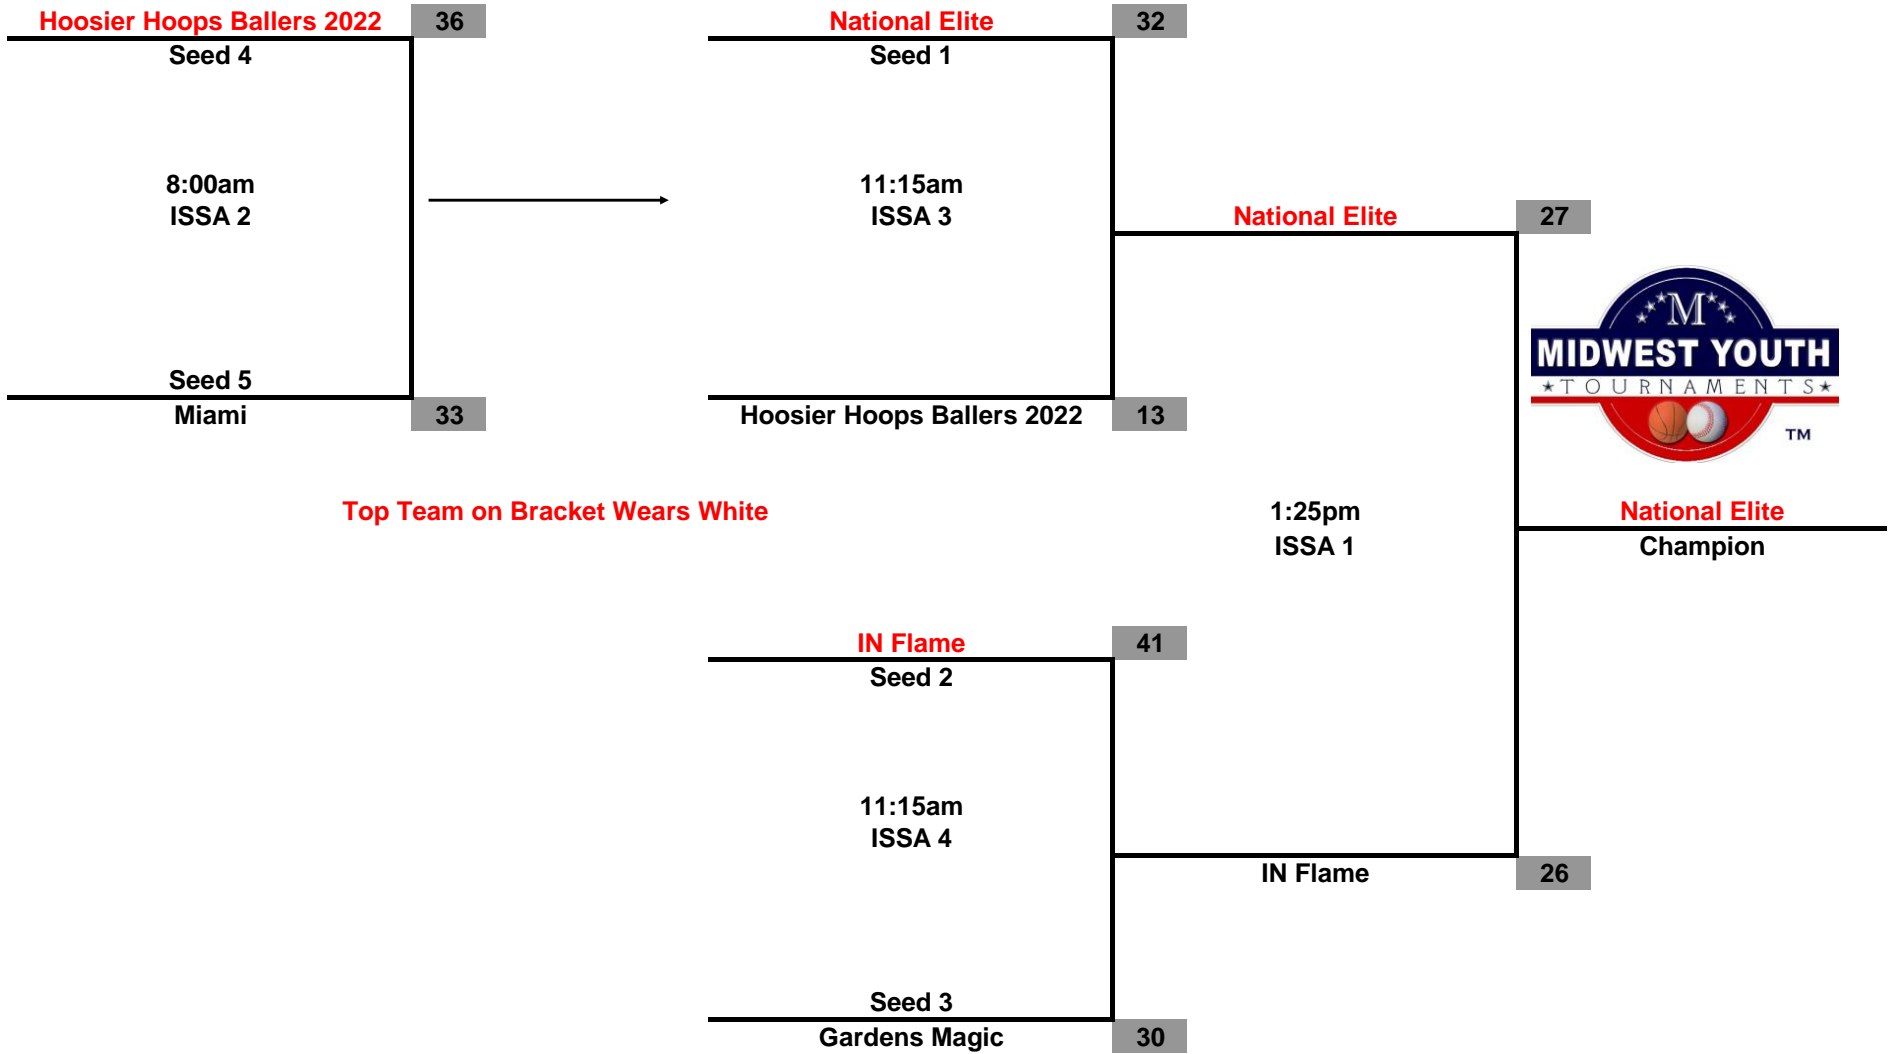 Hoosier Hoops Ballers 2022 36
Seed 4
8:00am
ISSA 2
Seed 5
Miami 33
National Elite 32
Seed 1
11:15am
ISSA 3
Hoosier Hoops Ballers 2022 13
National Elite 27
M
MIDWEST YOUTH
TOURNAMENTS
TM
Top Team on Bracket Wears White
1:25pm
ISSA 1
National Elite
Champion
IN Flame 41
Seed 2
11:15am
ISSA 4
IN Flame 26
Seed 3
Gardens Magic 30